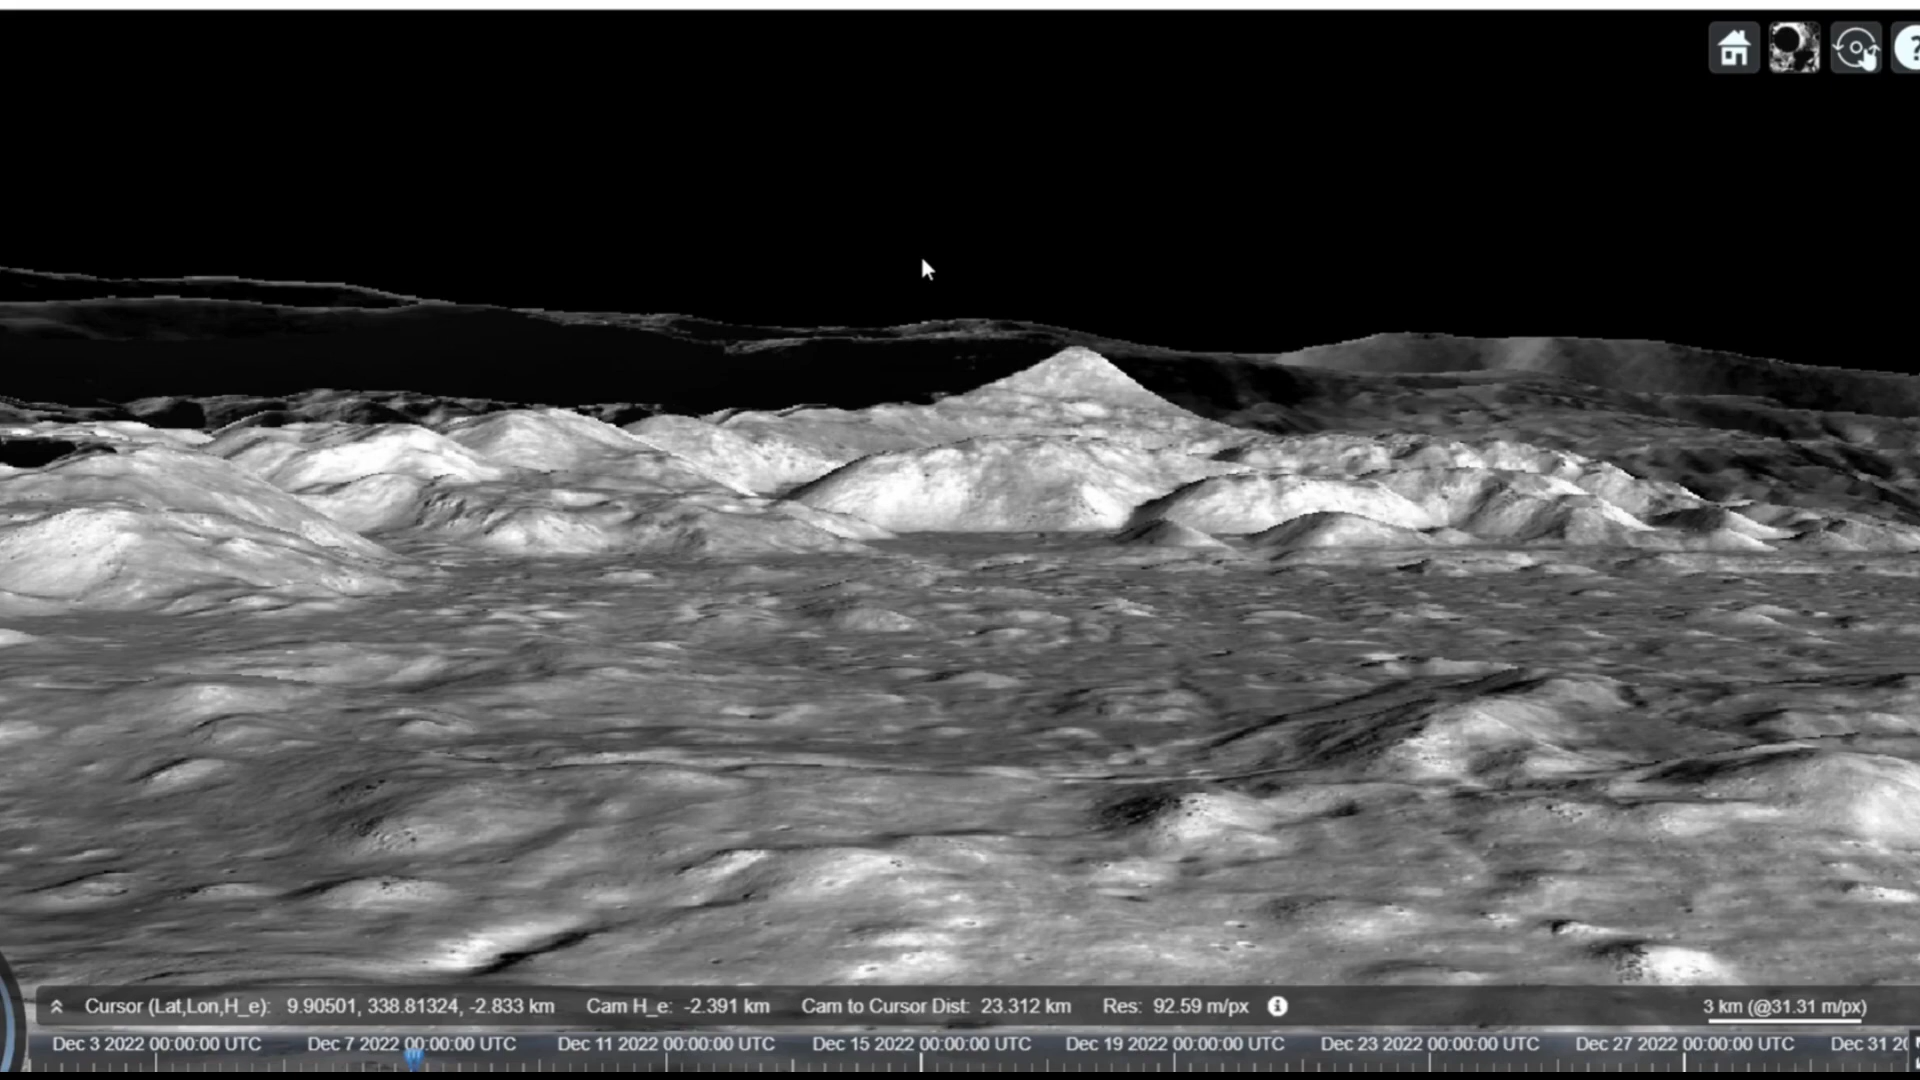 ?
Cursor (Lat,Lon,H_e): 9.90501, 338.81324, -2.833 km Cam H_e: -2.391 km Cam to Cursor Dist: 23.312 km Res: 92.59 m/px i 3 km (@31.31 m/px)
Dec 3 2022 00:00:00 UTC Dec 7 2022 00:00:00 UTC Dec 11 2022 00:00:00 UTC Dec 15 2022 00:00:00 UTC Dec 19 2022 00:00:00 UTC Dec 23 2022 00:00:00 UTC Dec 27 2022 00:00:00 UTC Dec 31 20